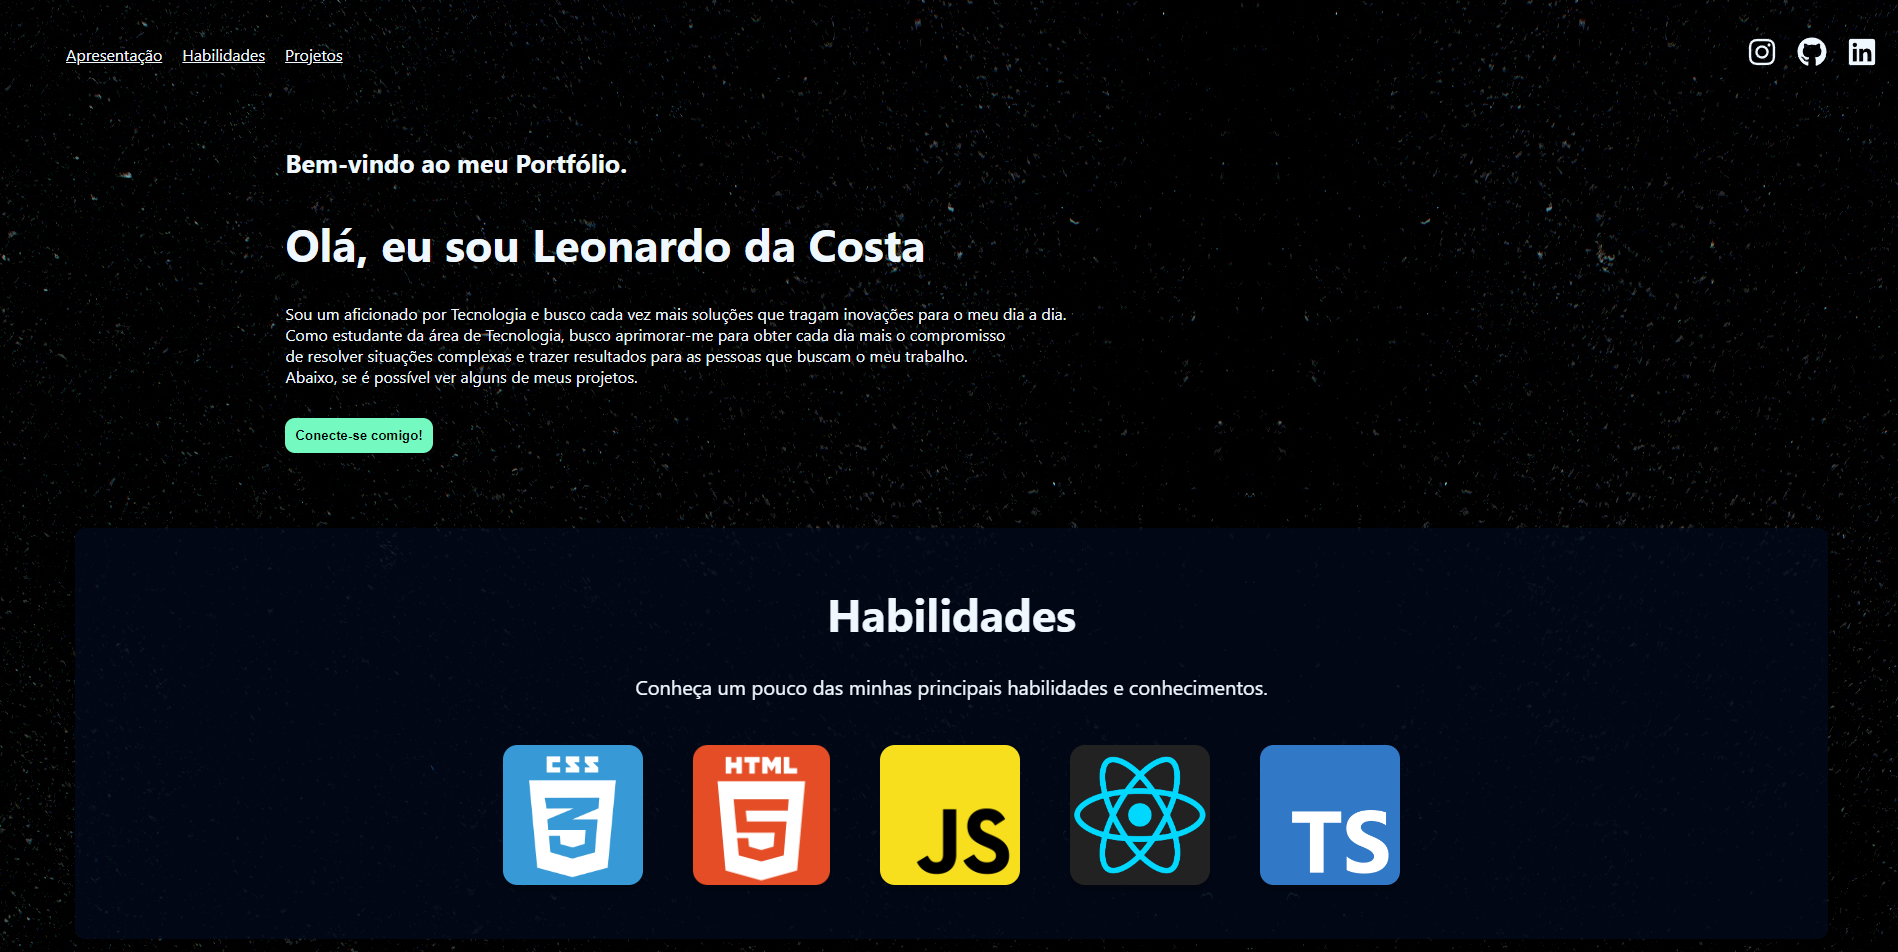 Apresentação Habilidades Projetos
in
Bem-vindo ao meu Portfólio.
Olá, eu sou Leonardo da Costa
Sou um aficionado por Tecnologia e busco cada vez mais soluções que tragam inovações para o meu dia a dia.
Como estudante da área de Tecnologia, busco aprimorar-me para obter cada dia mais o compromisso
de resolver situações complexas e trazer resultados para as pessoas que buscam o meu trabalho.
Abaixo, se é possível ver alguns de meus projetos.
Conecte-se comigo!
Habilidades
Conheça um pouco das minhas principais habilidades e conhecimentos.
CSS
3
HTML
5
JS
TS